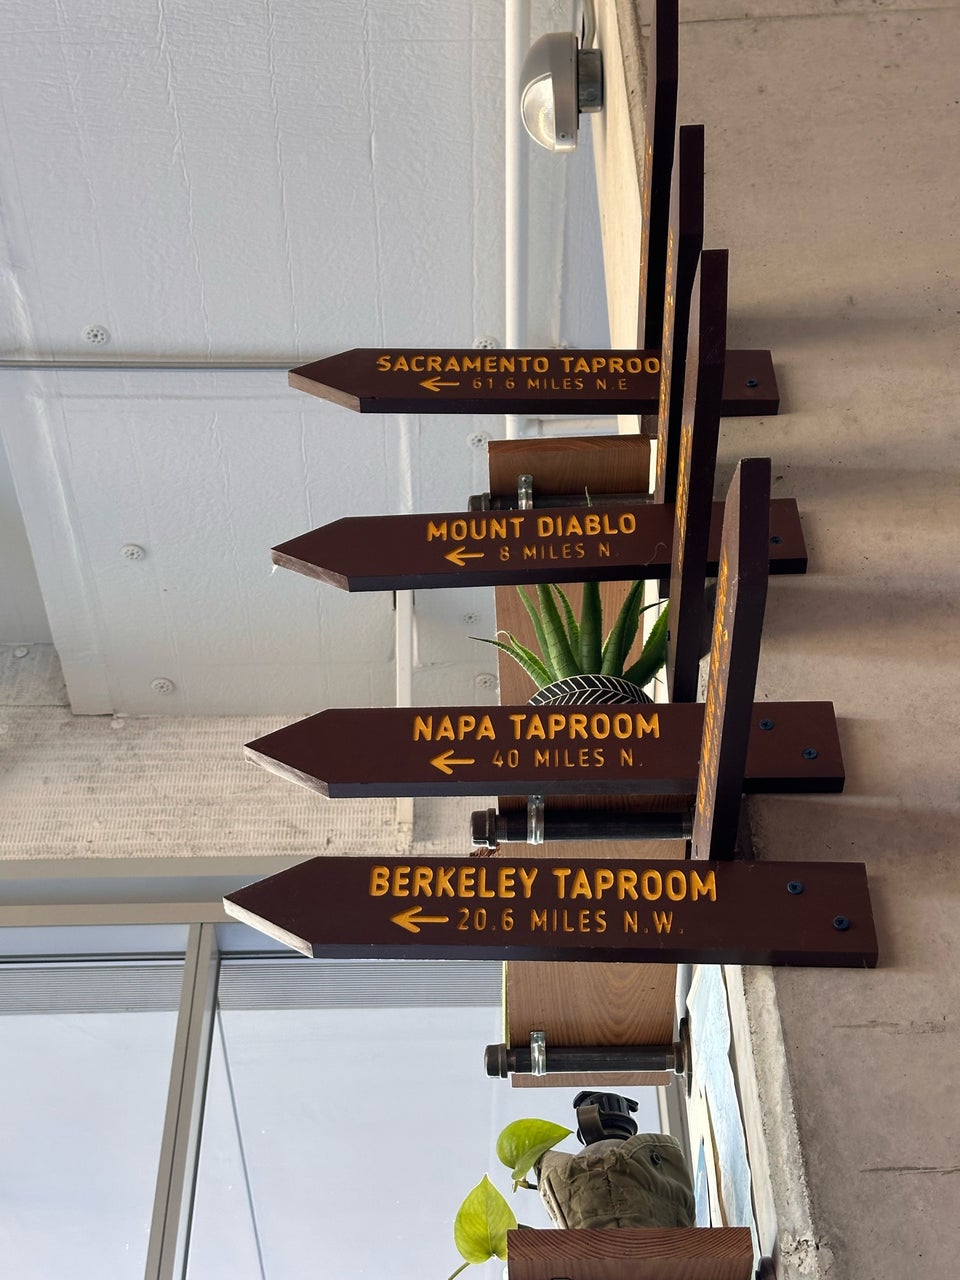 SACRAMENTO TAPROO
← 61.6 MILES N.E
MOUNT DIABLO
← 8 MILES N.
NAPA TAPROOM
← 40 MILES N.
BERKELEY TAPROOM
← 20.6 MILES N.W.